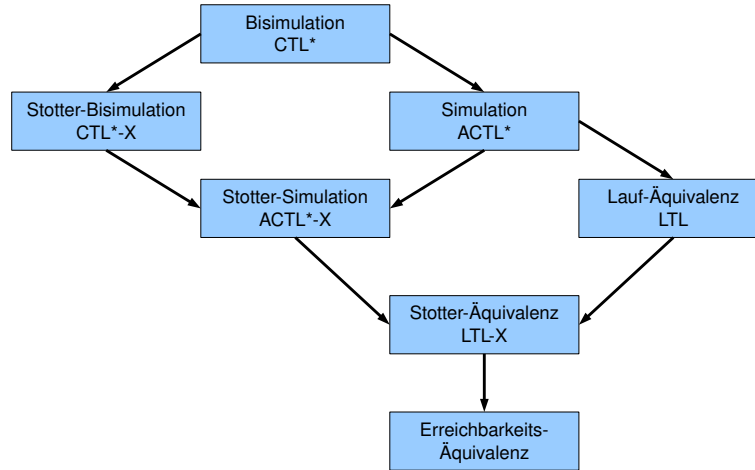 Bisimulation
CTL*
Stotter-Bisimulation
CTL*-X
Simulation
ACTL*
Stotter-Simulation
ACTL*-X
Lauf-Äquivalenz
LTL
Stotter-Äquivalenz
LTL-X
Erreichbarkeits-
Äquivalenz